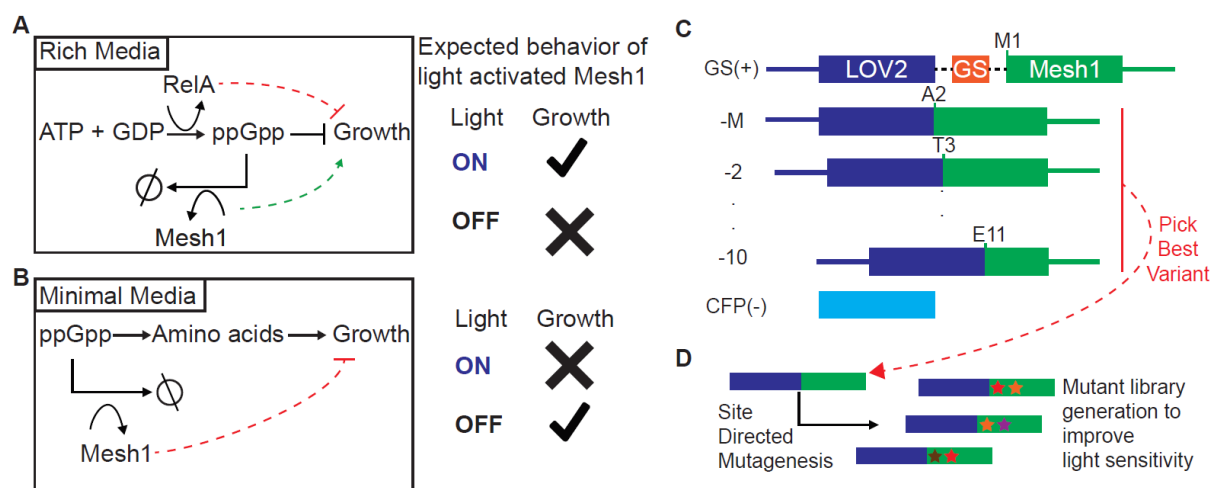 A
Rich Media
RelA
ATP + GDP
ppGpp
Growth
Mesh1
Expected behavior of
light activated Mesh1
Light Growth
ON
OFF
B
Minimal Media
ppGpp
Amino acids
Growth
Mesh1
Light Growth
ON
OFF
C
GS(+)
LOV2
GS
M1
Mesh1
-M
A2
-2
T3
-10
E11
CFP(-)
Pick
Best
Variant
D
Site
Directed
Mutagenesis
Mutant library
generation to
improve
light sensitivity